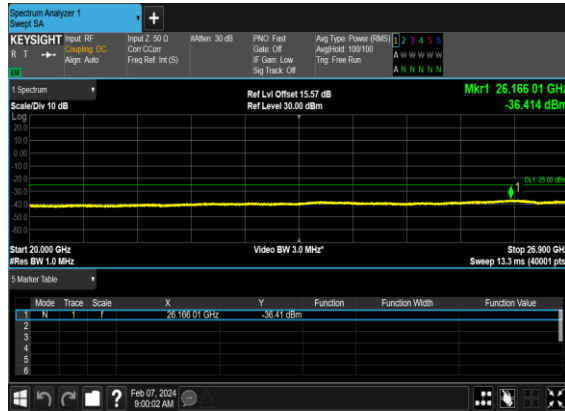 Spectrum Analyzer 1
Swept SA
+
KEYSIGHT Input: RF Input Z: 50 Ω #Atten: 30 dB PNO: Fast Avg Type: Power (RMS) 1 2 3 4 5 6
R T Coupling: DC Corr CCorr Gate: Off Avg|Hold: 100/100 A W W W W W
Align: Auto Freq Ref: Int (S) IF Gain: Low Trig: Free Run
Sig Track: Off A N N N N N
1 Spectrum Ref Lvl Offset 15.57 dB Mkr1 26.166 01 GHz
Scale/Div 10 dB Ref Level 30.00 dBm -36.414 dBm
Log
20.0
10.0
0.00
-10.0
-20.0
DL1 -25.00 dBm
-30.0
1
-40.0
-50.0
-60.0
Start 20.000 GHz Video BW 3.0 MHz* Stop 26.900 GHz
#Res BW 1.0 MHz Sweep 13.3 ms (40001 pts)
5 Marker Table
Mode Trace Scale X Y Function Function Width Function Value
1 N 1 f 26.166 01 GHz -36.41 dBm
2
3
4
5
6
? Feb 07, 2024
9:00:02 AM